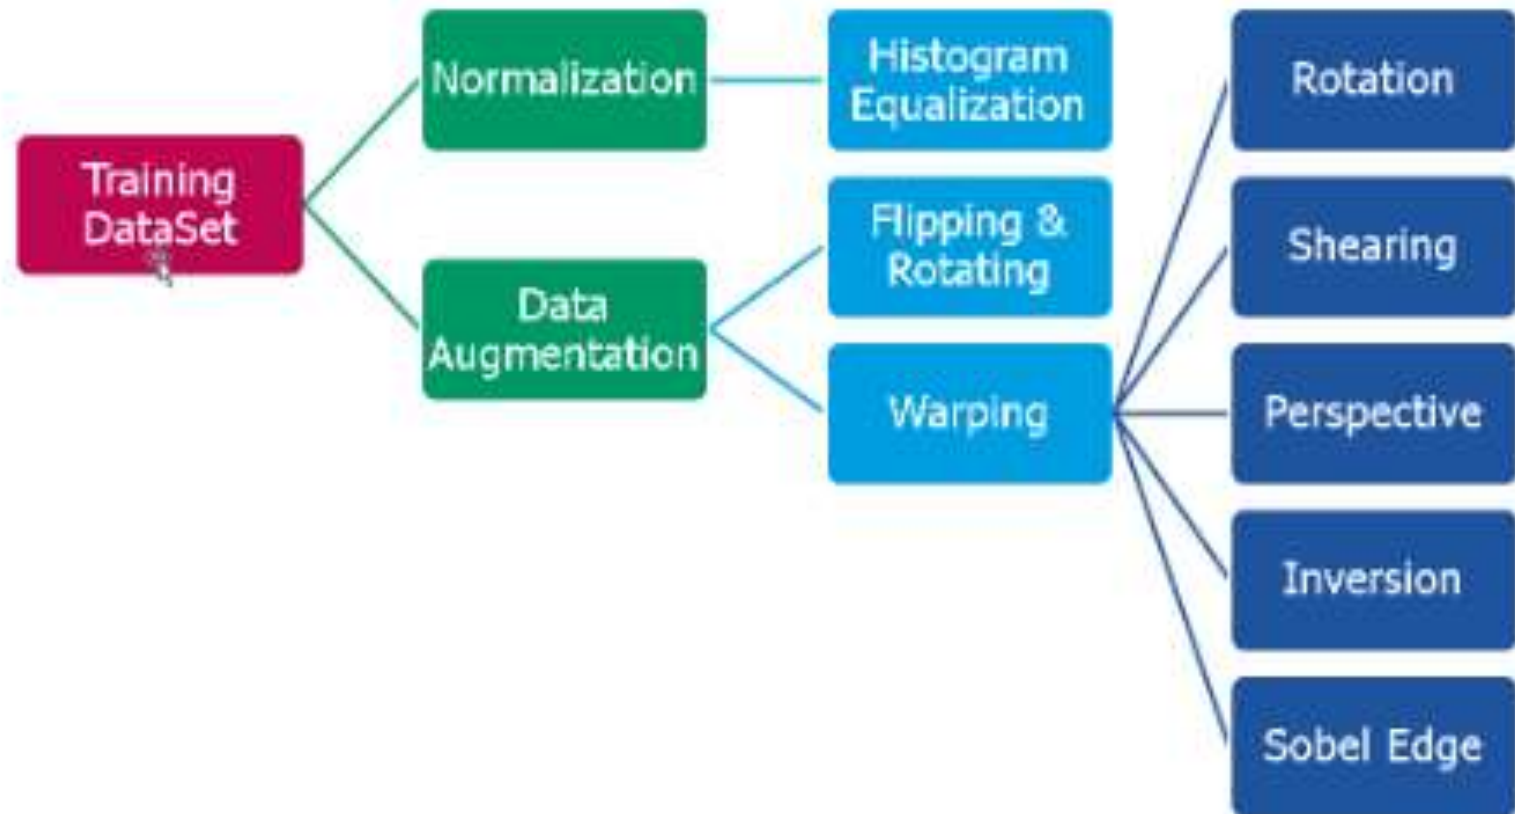 Training
DataSet
Normalization
Data
Augmentation
Histogram
Equalization
Flipping &
Rotating
Warping
Rotation
Shearing
Perspective
Inversion
Sobel Edge